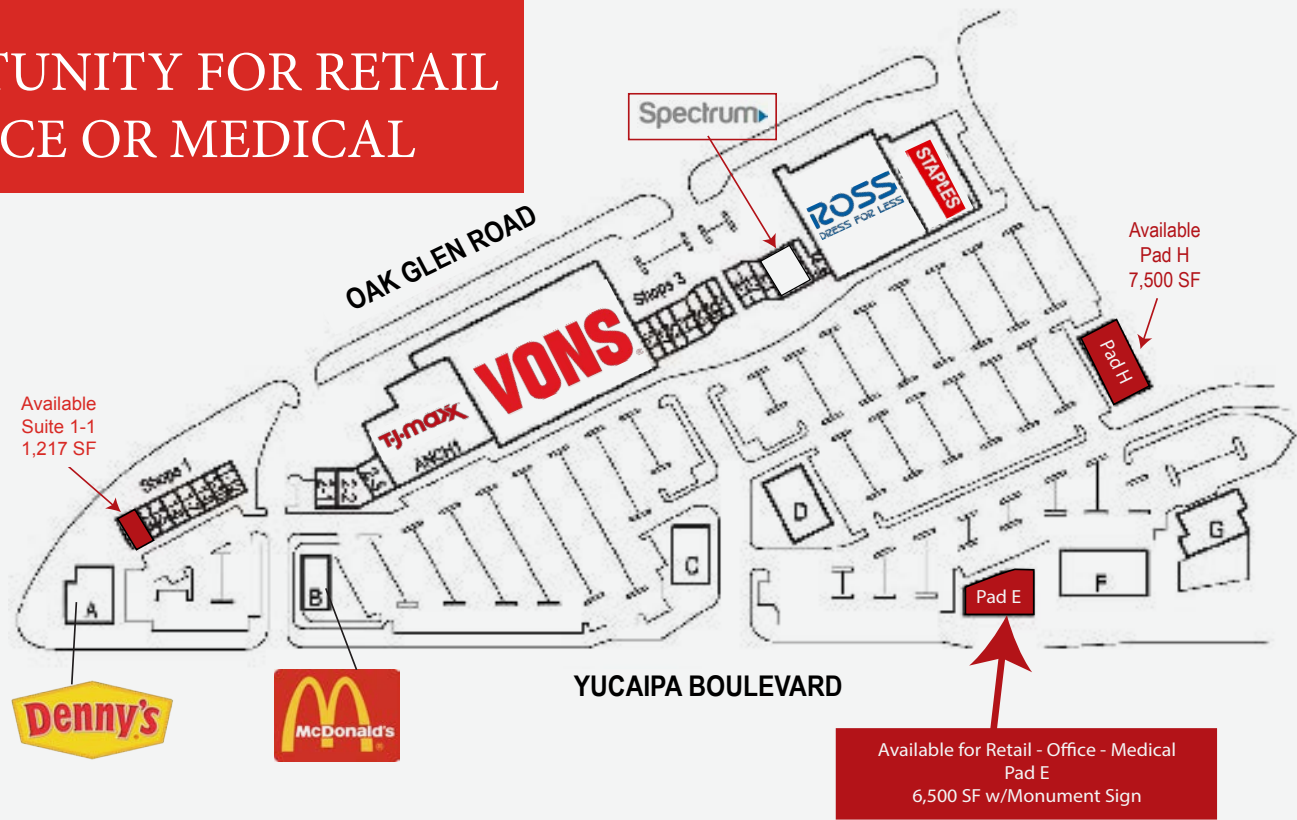 TUNITY FOR RETAIL
CE OR MEDICAL
Spectrum
ROSS
DRESS FOR LESS
STAPLES
OAK GLEN ROAD
Available
Pad H
7,500 SF
Shops 3
VONS
Pad H
T.J.maxx
ANCH1
Available
Suite 1-1
1,217 SF
Shops 1
D
C
G
B
F
A
Pad E
YUCAIPA BOULEVARD
Denny's
McDonald's
Available for Retail - Office - Medical
Pad E
6,500 SF w/Monument Sign